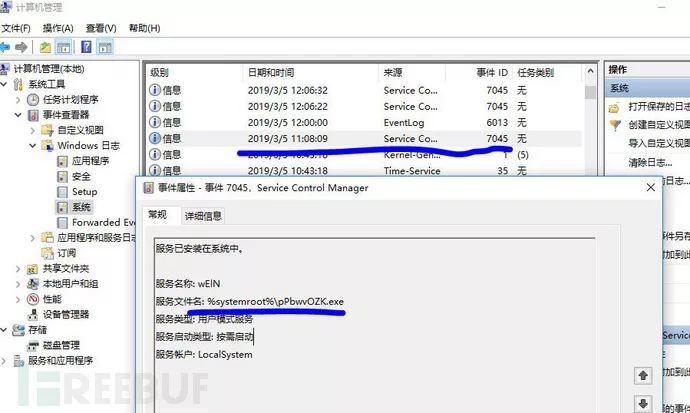 计算机管理
文件(F) 操作(A) 查看(V) 帮助(H)
计算机管理(本地)
系统工具
任务计划程序
事件查看器
自定义视图
Windows 日志
应用程序
安全
Setup
系统
Forwarded Eve
应用程序和服务日志
订阅
共享文件夹
本地用户和组
性能
设备管理器
存储
磁盘管理
服务和应用程序
级别 日期和时间 来源 事件 ID 任务类别
信息 2019/3/5 12:06:32 Service Co... 7045 无
信息 2019/3/5 12:06:22 Service Co... 7045 无
信息 2019/3/5 12:00:00 EventLog 6013 无
信息 2019/3/5 11:08:09 Service Co... 7045 无
信息 2019/3/5 10:43:18 Kernel-Gen... 1 (5)
信息 2019/3/5 10:43:18 Time-Service 35 无
操作
系统
打开保存的日志
创建自定义视图
导入自定义视图
清除日志...
事件属性 - 事件 7045, Service Control Manager
常规 详细信息
服务已安装在系统中。
服务名称: wElN
服务文件名: %systemroot%\pPbwvOZK.exe
服务类型: 用户模式服务
服务启动类型: 按需启动
服务帐户: LocalSystem
事件另存
附加到此
Service
附加到此
REEBUF